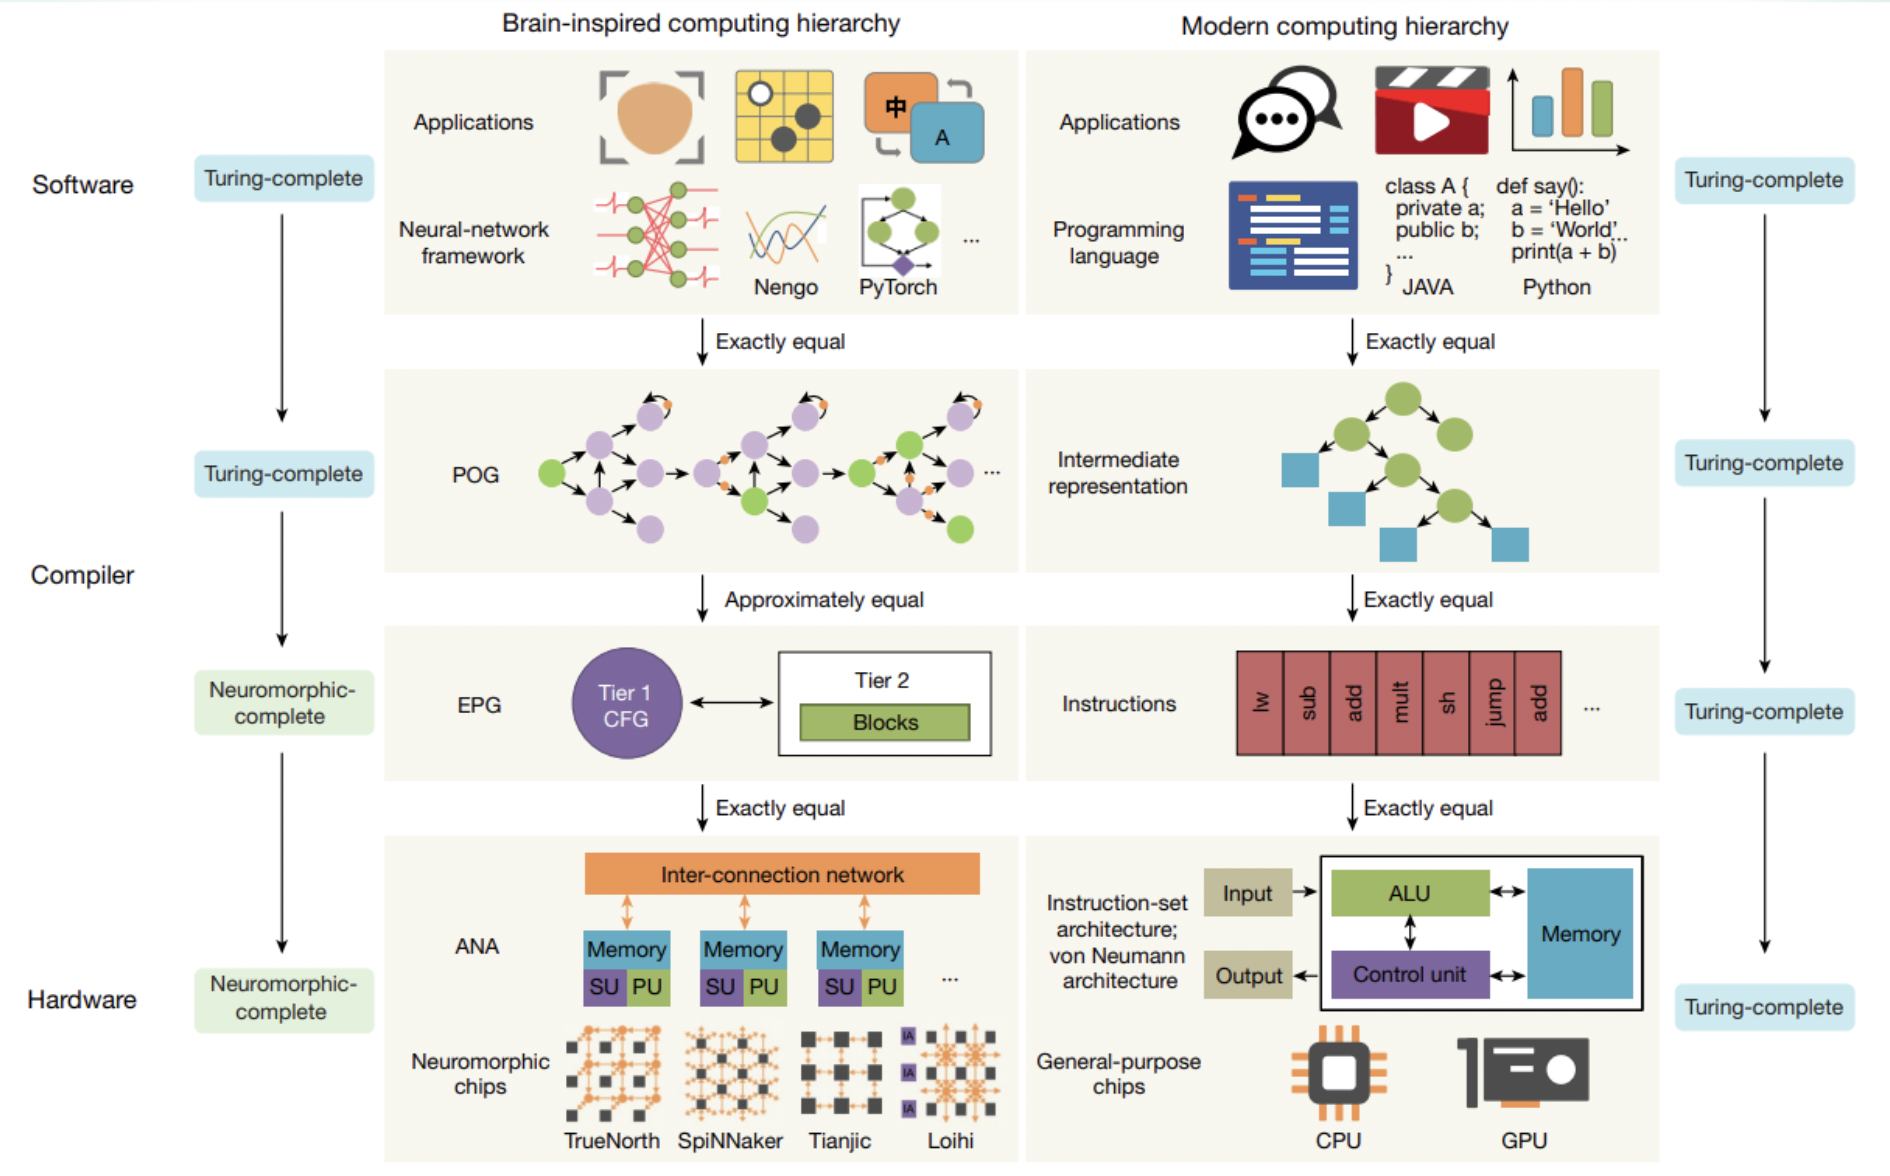 Brain-inspired computing hierarchy
Modern computing hierarchy
Software
Turing-complete
Applications
中
A
Applications
Turing-complete
Neural-network
framework
Nengo
PyTorch
...
Programming
language
class A {
private a;
public b;
...
}
JAVA
def say():
a = ‘Hello’
b = ‘World’
print(a + b)
...
Python
Exactly equal
Exactly equal
Compiler
Turing-complete
POG
...
Intermediate
representation
Turing-complete
Approximately equal
Exactly equal
Neuromorphic-
complete
EPG
Tier 1
CFG
Tier 2
Blocks
Instructions
lw
sub
add
mult
sh
jump
add
...
Turing-complete
Exactly equal
Exactly equal
Hardware
Neuromorphic-
complete
ANA
Inter-connection network
Memory
SU PU
Memory
SU PU
Memory
SU PU
...
Instruction-set
architecture;
von Neumann
architecture
Input
Output
ALU
Control unit
Memory
Turing-complete
Neuromorphic
chips
IA
IA
IA
TrueNorth
SpiNNaker
Tianjic
Loihi
General-purpose
chips
CPU
GPU